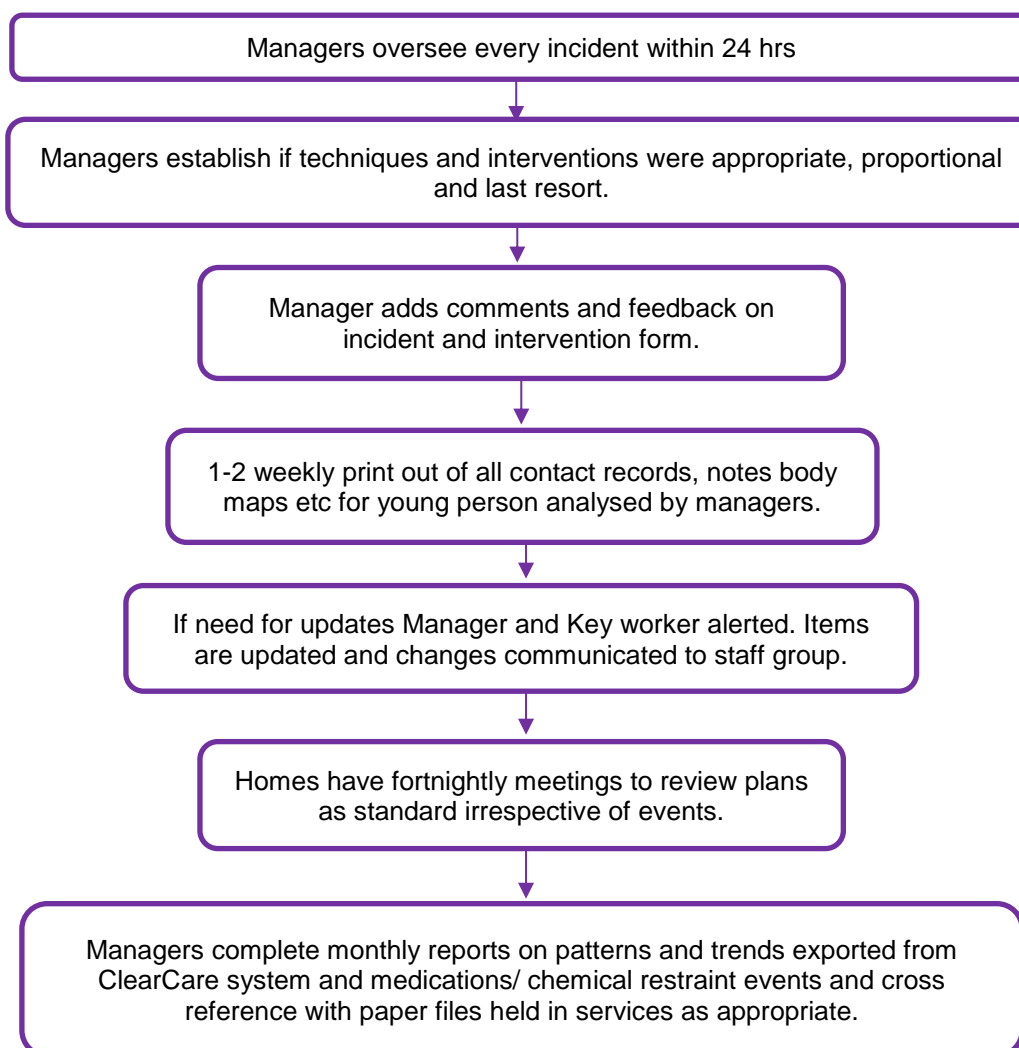 Managers oversee every incident within 24 hrs
Managers establish if techniques and interventions were appropriate, proportional
and last resort.
Manager adds comments and feedback on
incident and intervention form.
1-2 weekly print out of all contact records, notes body
maps etc for young person analysed by managers.
If need for updates Manager and Key worker alerted. Items
are updated and changes communicated to staff group.
Homes have fortnightly meetings to review plans
as standard irrespective of events.
Managers complete monthly reports on patterns and trends exported from
ClearCare system and medications/ chemical restraint events and cross
reference with paper files held in services as appropriate.